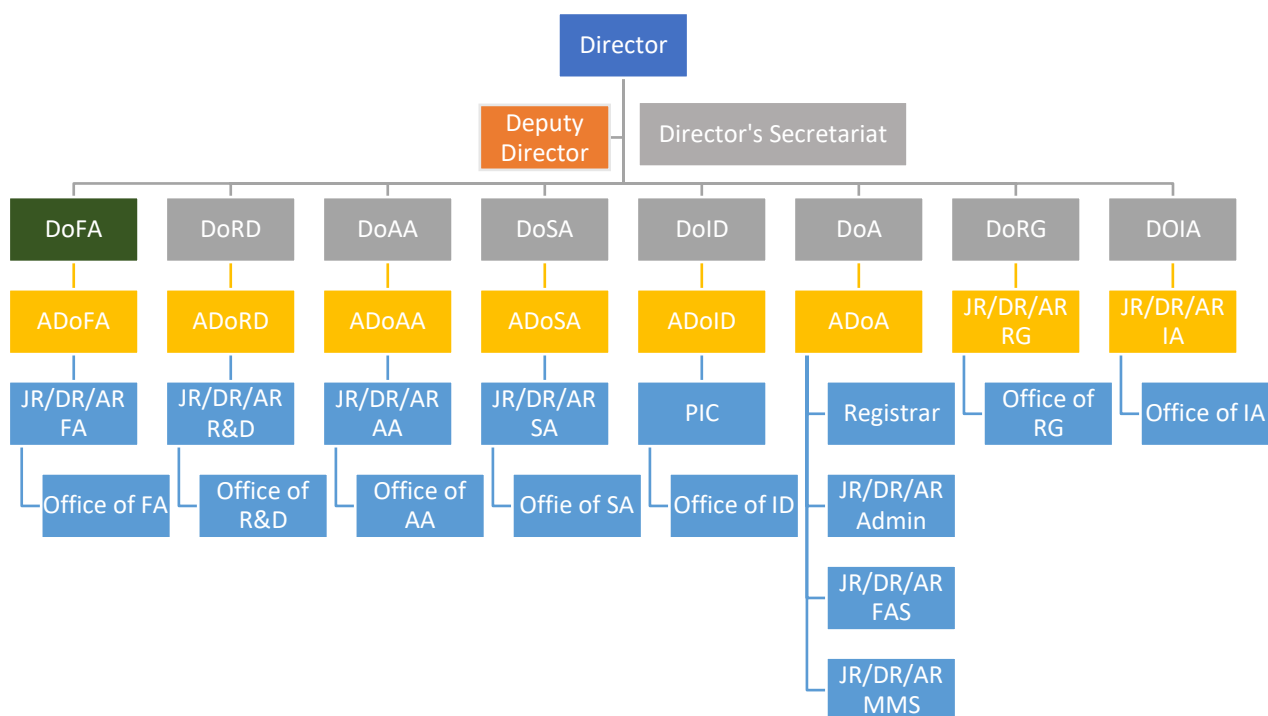 Director
Deputy
Director
Director's Secretariat
DoFA
DoRD
DoAA
DoSA
DoID
DoA
DoRG
DOIA
ADoFA
ADoRD
ADoAA
ADoSA
ADoID
ADoA
JR/DR/AR
RG
JR/DR/AR
IA
JR/DR/AR
FA
JR/DR/AR
R&D
JR/DR/AR
AA
JR/DR/AR
SA
PIC
Registrar
Office of
RG
Office of IA
Office of FA
Office of
R&D
Office of
AA
Offie of SA
Office of ID
JR/DR/AR
Admin
JR/DR/AR
FAS
JR/DR/AR
MMS